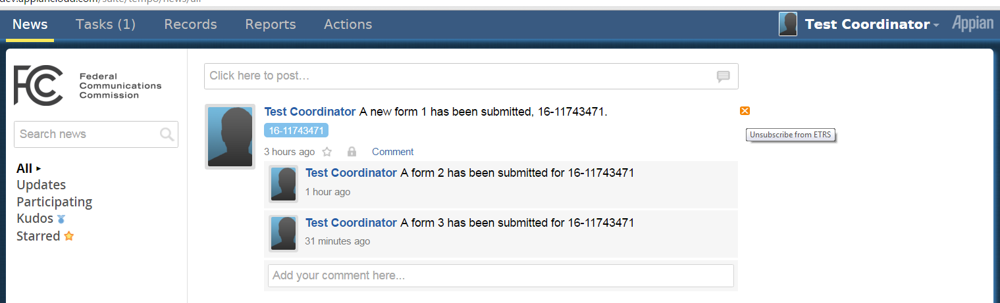 dev.appiancloud.com/suite/tempo/news/all
News Tasks (1) Records Reports Actions Test Coordinator Appian
FCC Federal
Communications
Commission
Search news
All
Updates
Participating
Kudos
Starred
Click here to post…
Test Coordinator A new form 1 has been submitted, 16-11743471.
16-11743471
3 hours ago Comment
Unsubscribe from ETRS
Test Coordinator A form 2 has been submitted for 16-11743471
1 hour ago
Test Coordinator A form 3 has been submitted for 16-11743471
31 minutes ago
Add your comment here...